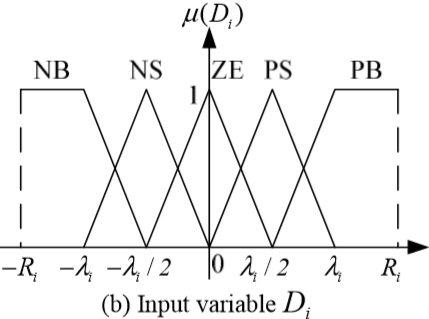 μ(D_i)
NB NS ZE PS PB
1
−R_i −λ_i −λ_i / 2 0 λ_i / 2 λ_i R_i
(b) Input variable D_i